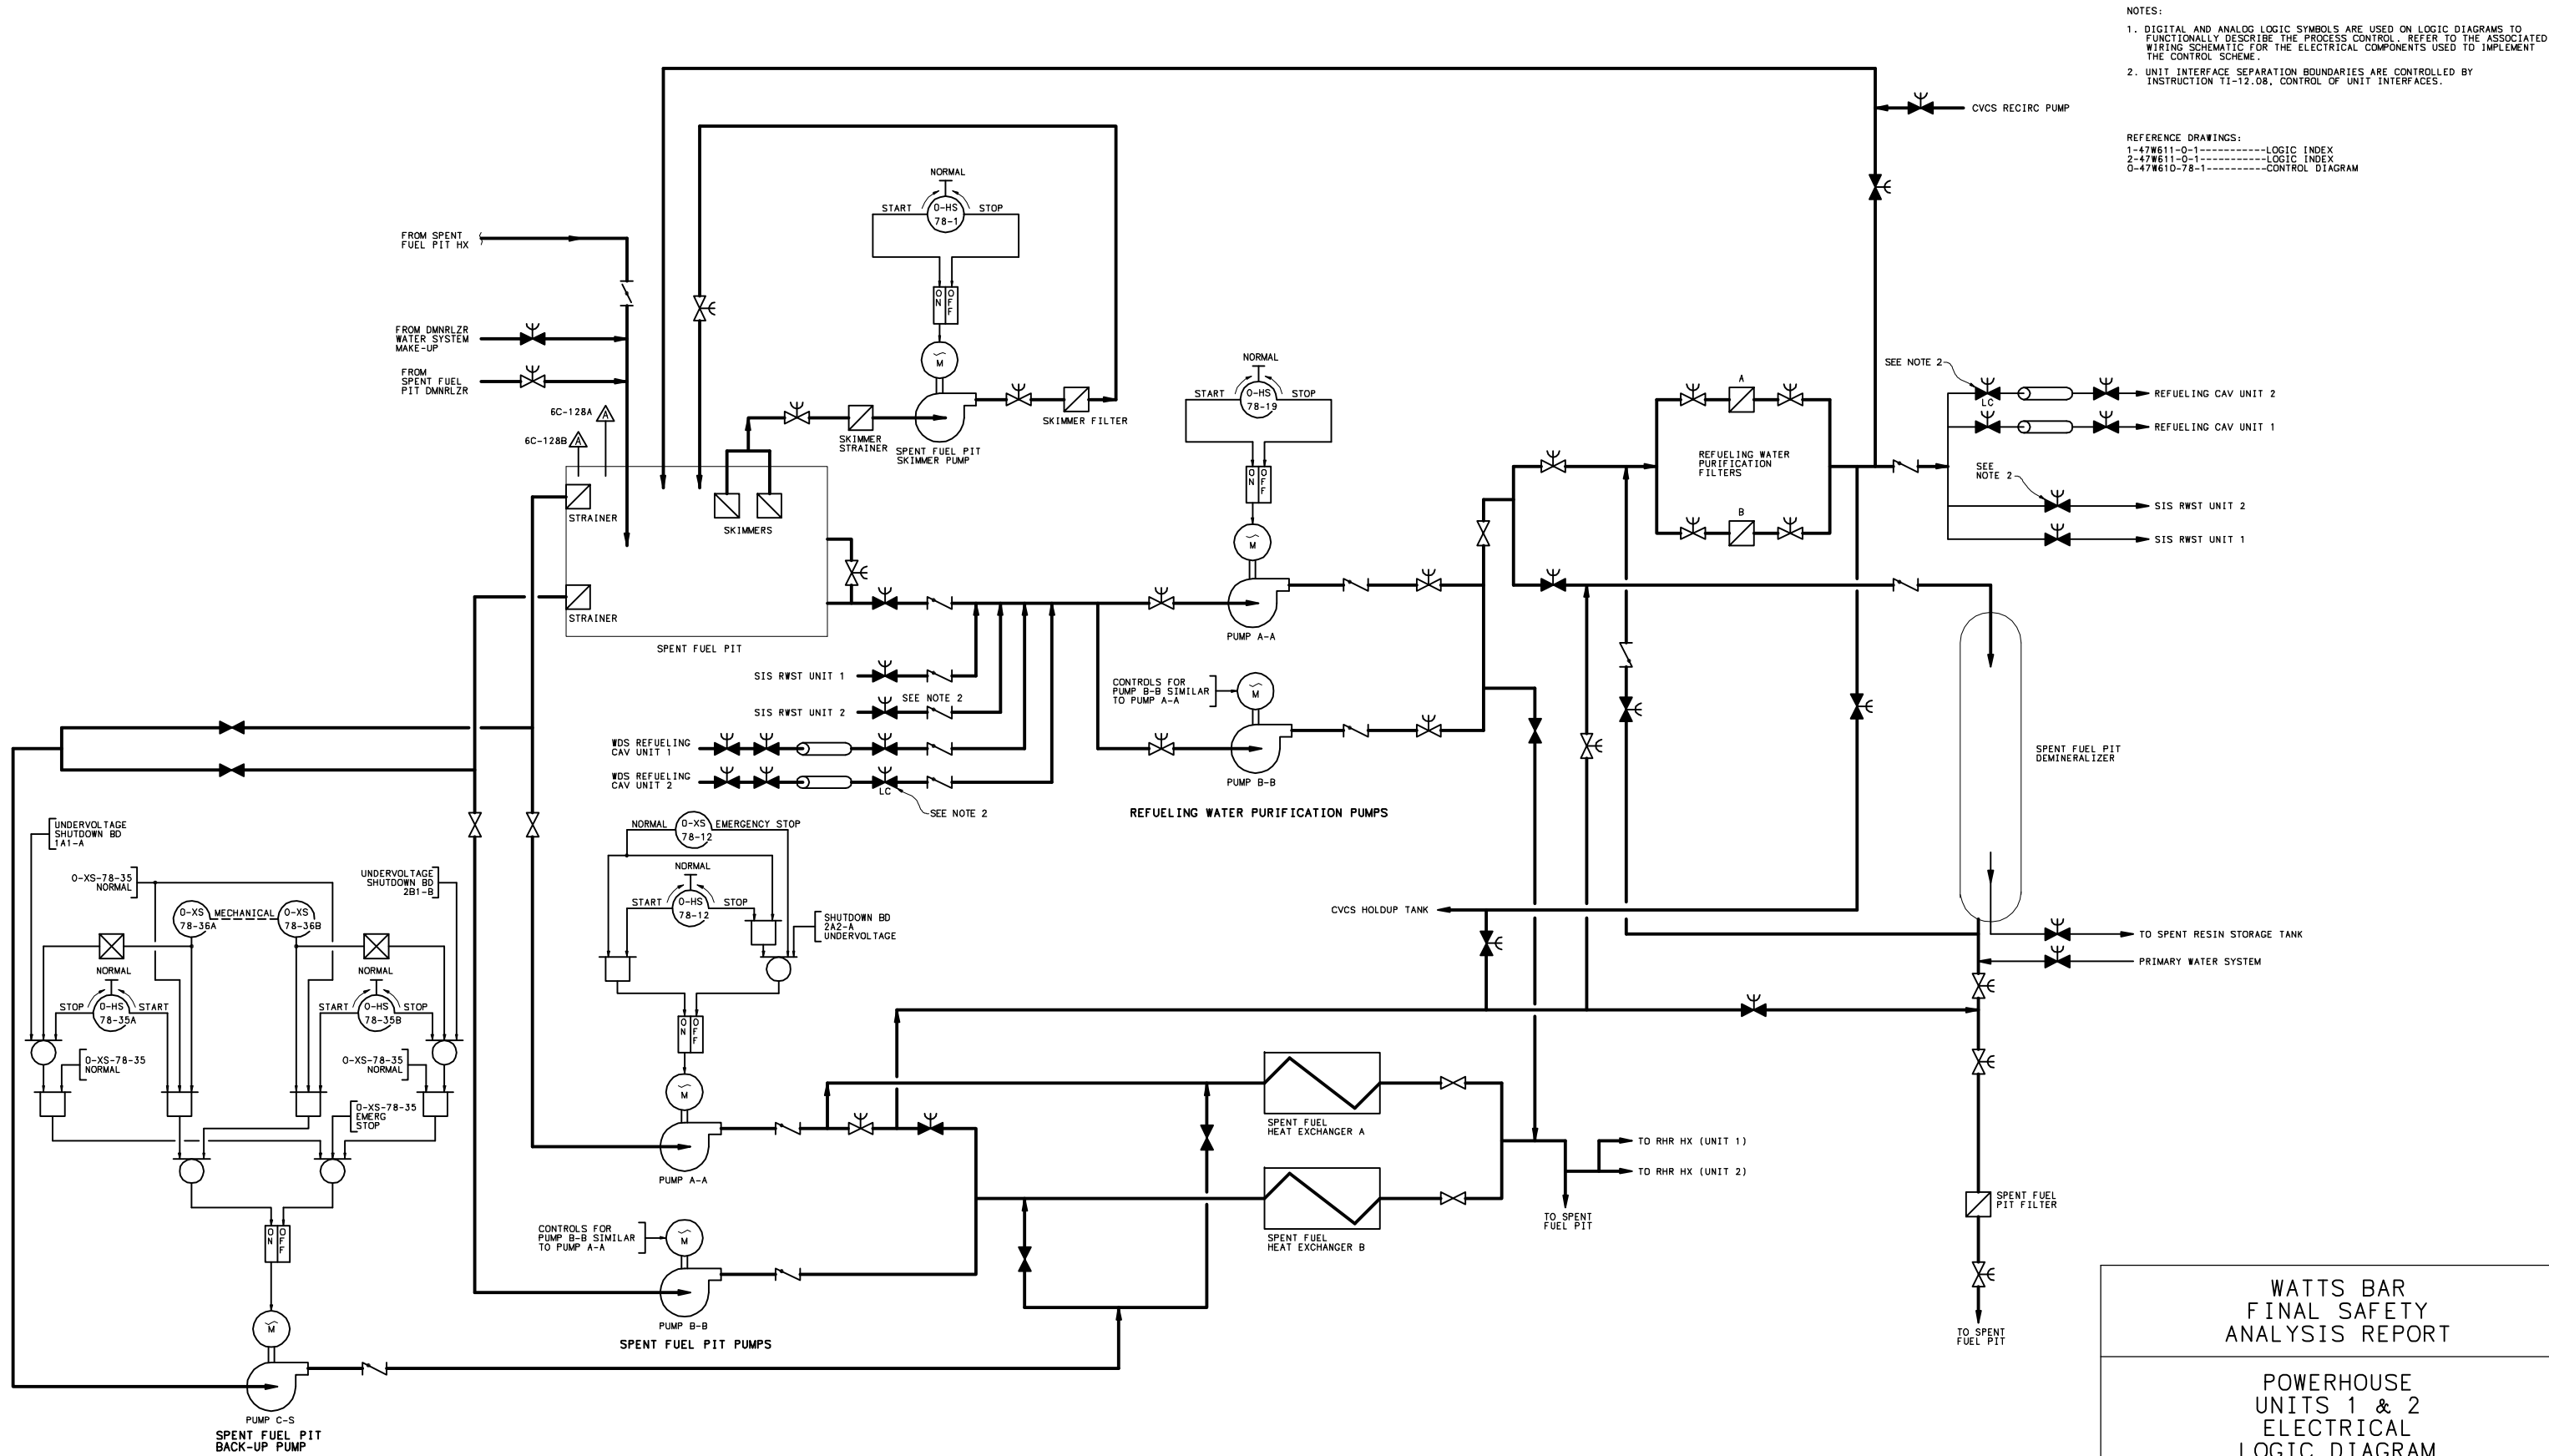 NOTES:
1. DIGITAL AND ANALOG LOGIC SYMBOLS ARE USED ON LOGIC DIAGRAMS TO
FUNCTIONALLY DESCRIBE THE PROCESS CONTROL. REFER TO THE ASSOCIATED
WIRING SCHEMATIC FOR THE ELECTRICAL COMPONENTS USED TO IMPLEMENT
THE CONTROL SCHEME.
2. UNIT INTERFACE SEPARATION BOUNDARIES ARE CONTROLLED BY
INSTRUCTION TI-12.08, CONTROL OF UNIT INTERFACES.
CVCS RECIRC PUMP
REFERENCE DRAWINGS:
1-47W611-0-1-----------LOGIC INDEX
2-47W611-0-1-----------LOGIC INDEX
0-47W610-78-1----------CONTROL DIAGRAM
NORMAL
START
0-HS
78-1
STOP
ON
OFF
M
FROM SPENT
FUEL PIT HX
FROM DMNRLZR
WATER SYSTEM
MAKE-UP
FROM
SPENT FUEL
PIT DMNRLZR
6C-128A
A
6C-128B
A
SKIMMER
STRAINER
SPENT FUEL PIT
SKIMMER PUMP
SKIMMER FILTER
STRAINER
SKIMMERS
STRAINER
SPENT FUEL PIT
NORMAL
START
0-HS
78-19
STOP
ON
OFF
M
PUMP A-A
CONTROLS FOR
PUMP B-B SIMILAR
TO PUMP A-A
M
PUMP B-B
REFUELING WATER PURIFICATION PUMPS
A
REFUELING WATER
PURIFICATION
FILTERS
B
SEE NOTE 2
LC
REFUELING CAV UNIT 2
REFUELING CAV UNIT 1
SEE
NOTE 2
SIS RWST UNIT 2
SIS RWST UNIT 1
SIS RWST UNIT 1
SEE NOTE 2
SIS RWST UNIT 2
WDS REFUELING
CAV UNIT 1
WDS REFUELING
CAV UNIT 2
LC
SEE NOTE 2
SPENT FUEL PIT
DEMINERALIZER
CVCS HOLDUP TANK
TO SPENT RESIN STORAGE TANK
PRIMARY WATER SYSTEM
UNDERVOLTAGE
SHUTDOWN BD
1A1-A
0-XS-78-35
NORMAL
UNDERVOLTAGE
SHUTDOWN BD
2B1-B
0-XS
78-36A
MECHANICAL
0-XS
78-36B
NORMAL
STOP
0-HS
78-35A
START
NORMAL
START
0-HS
78-35B
STOP
0-XS-78-35
NORMAL
0-XS-78-35
NORMAL
0-XS-78-35
EMERG
STOP
ON
OFF
M
PUMP C-S
SPENT FUEL PIT
BACK-UP PUMP
NORMAL
0-XS
78-12
EMERGENCY STOP
NORMAL
START
0-HS
78-12
STOP
SHUTDOWN BD
2A2-A
UNDERVOLTAGE
ON
OFF
M
PUMP A-A
CONTROLS FOR
PUMP B-B SIMILAR
TO PUMP A-A
M
PUMP B-B
SPENT FUEL PIT PUMPS
SPENT FUEL
HEAT EXCHANGER A
SPENT FUEL
HEAT EXCHANGER B
TO RHR HX (UNIT 1)
TO RHR HX (UNIT 2)
TO SPENT
FUEL PIT
SPENT FUEL
PIT FILTER
TO SPENT
FUEL PIT
WATTS BAR
FINAL SAFETY
ANALYSIS REPORT
POWERHOUSE
UNITS 1 & 2
ELECTRICAL
LOGIC DIAGRAM